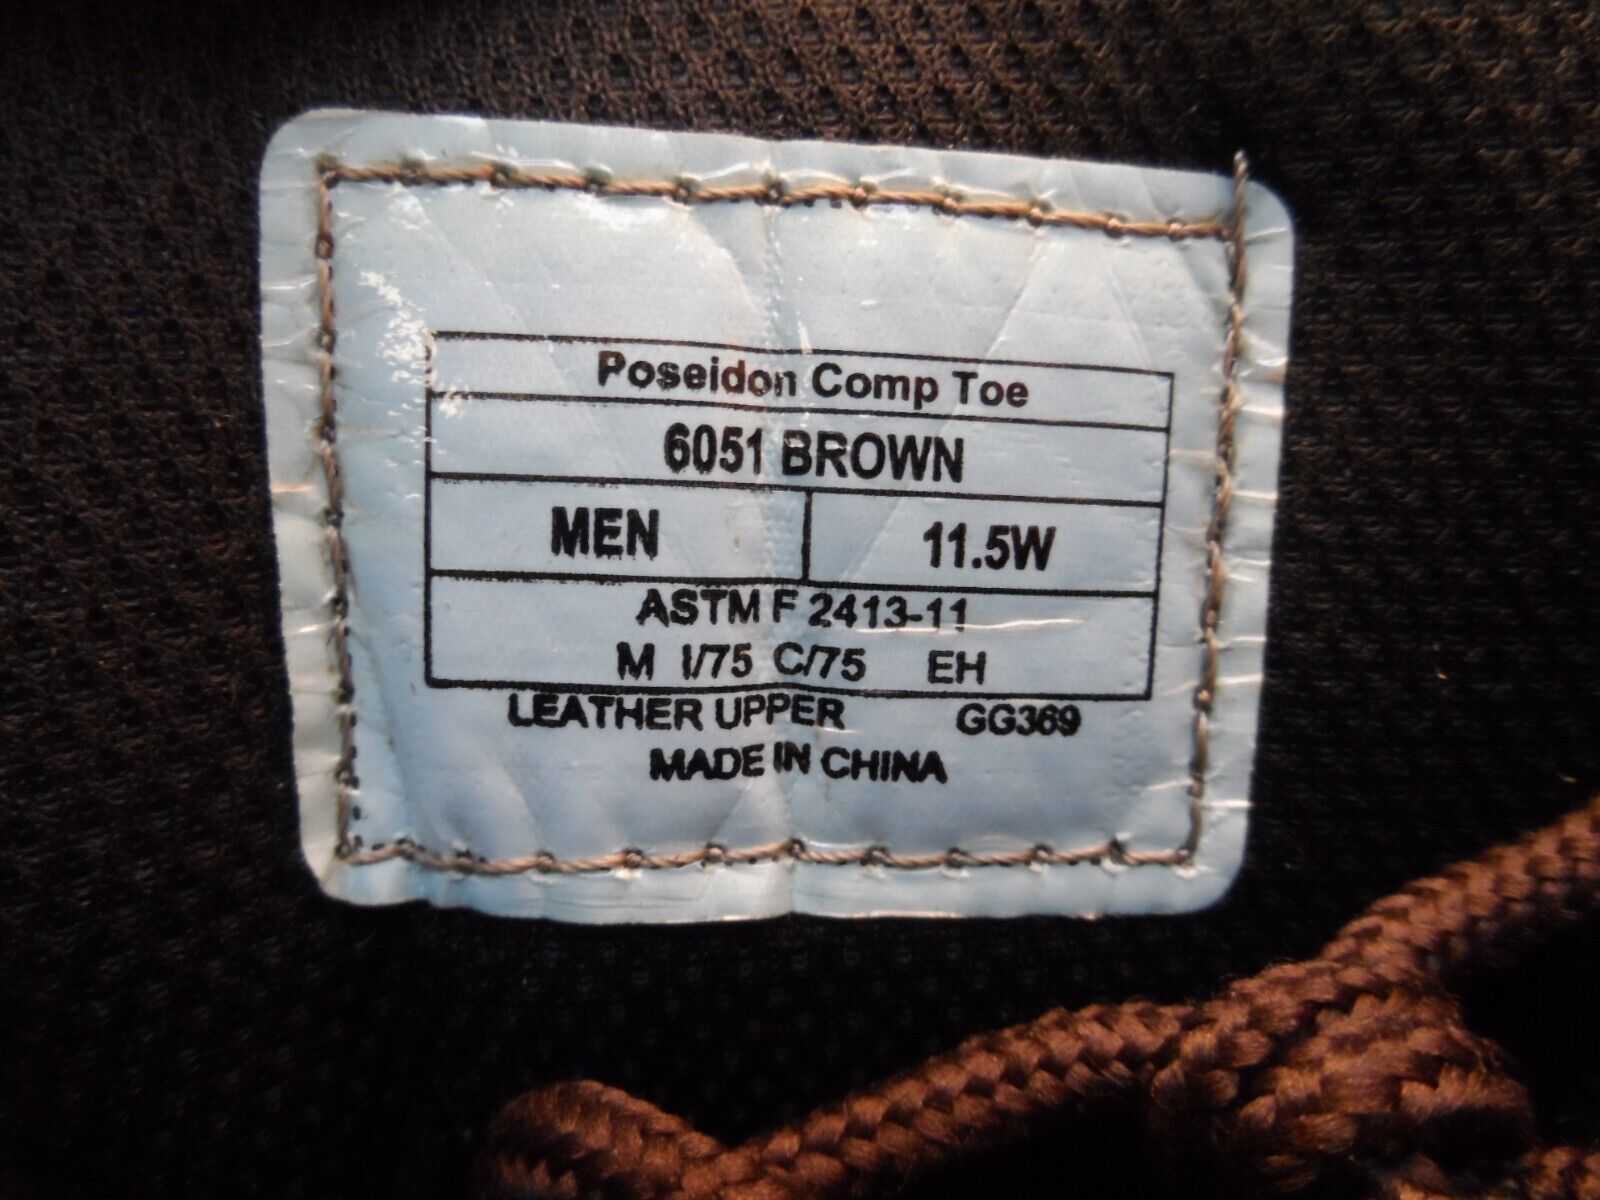 Poseidon Comp Toe
6051 BROWN
MEN 11.5W
ASTM F 2413-11
M I/75 C/75 EH
LEATHER UPPER GG369
MADE IN CHINA